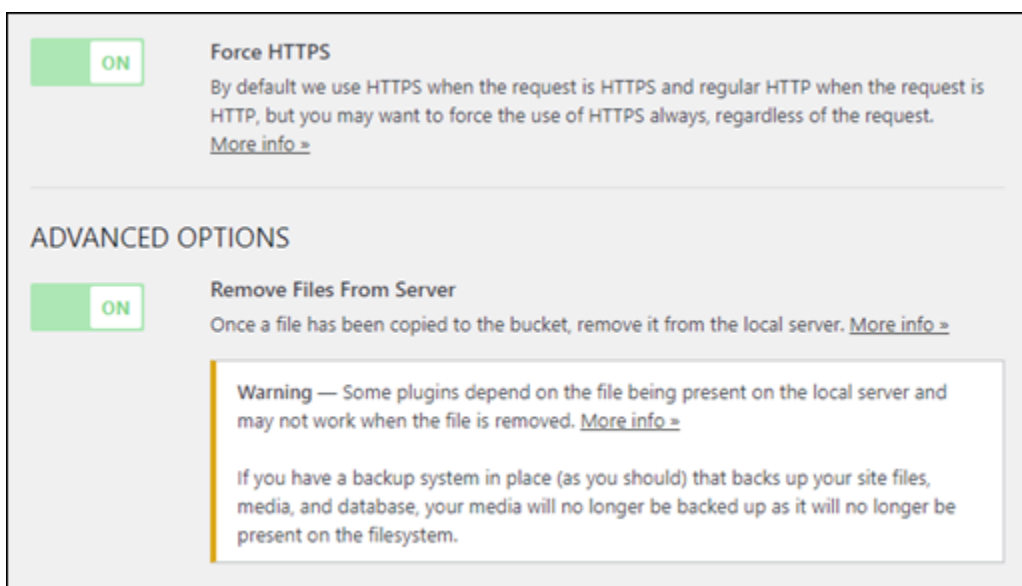 ON
Force HTTPS
By default we use HTTPS when the request is HTTPS and regular HTTP when the request is
HTTP, but you may want to force the use of HTTPS always, regardless of the request.
More info »
ADVANCED OPTIONS
ON
Remove Files From Server
Once a file has been copied to the bucket, remove it from the local server. More info »
Warning — Some plugins depend on the file being present on the local server and
may not work when the file is removed. More info »
If you have a backup system in place (as you should) that backs up your site files,
media, and database, your media will no longer be backed up as it will no longer be
present on the filesystem.